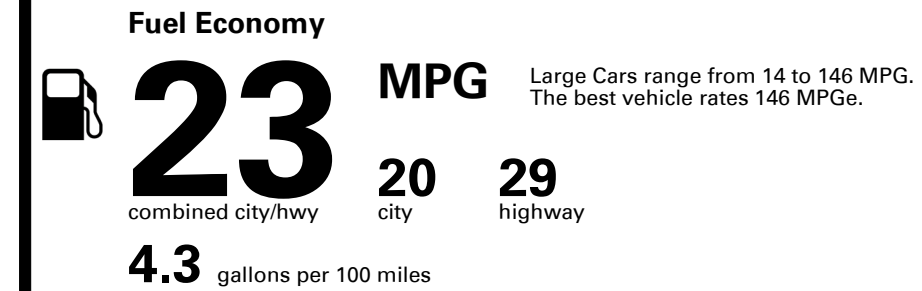 Fuel Economy
23 MPG
Large Cars range from 14 to 146 MPG.
The best vehicle rates 146 MPGe.
combined city/hwy
20
city
29
highway
4.3 gallons per 100 miles